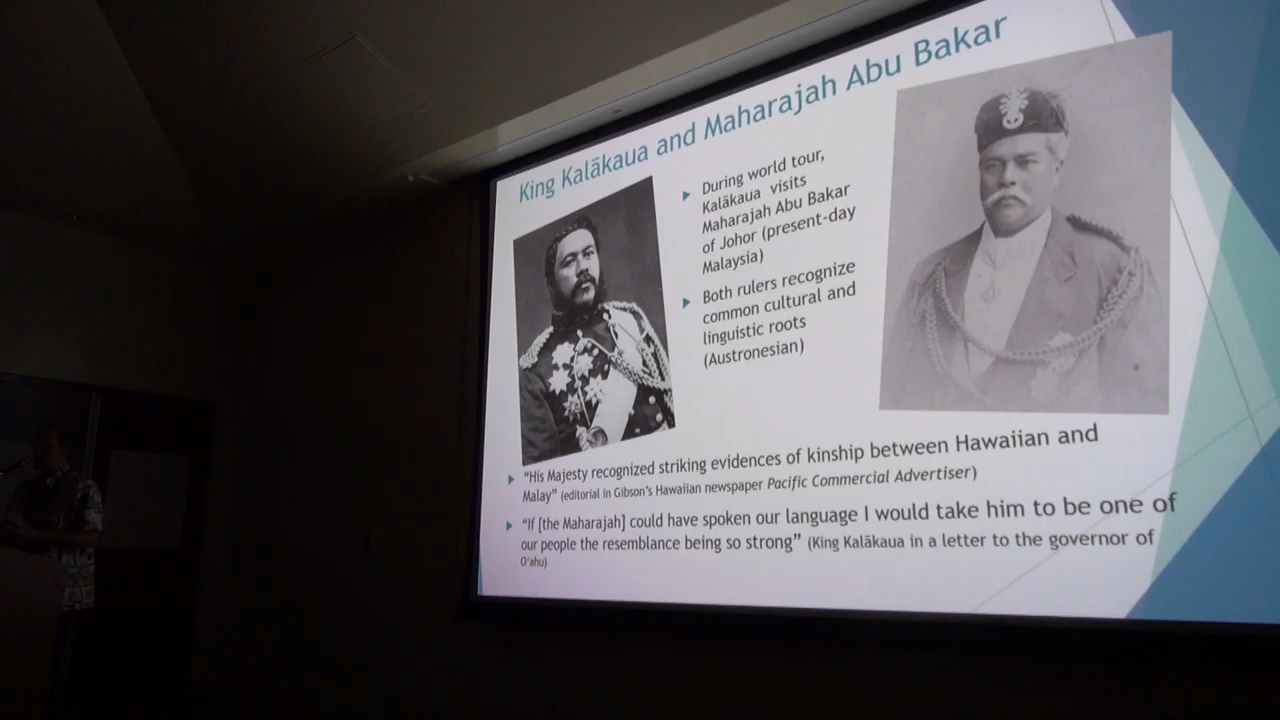 King Kalākaua and Maharajah Abu Bakar
During world tour,
Kalākaua visits
Maharajah Abu Bakar
of Johor (present-day
Malaysia)
Both rulers recognize
common cultural and
linguistic roots
(Austronesian)
“His Majesty recognized striking evidences of kinship between Hawaiian and
Malay” (editorial in Gibson's Hawaiian newspaper Pacific Commercial Advertiser)
“If [the Maharajah] could have spoken our language I would take him to be one of
our people the resemblance being so strong” (King Kalākaua in a letter to the governor of
O‘ahu)